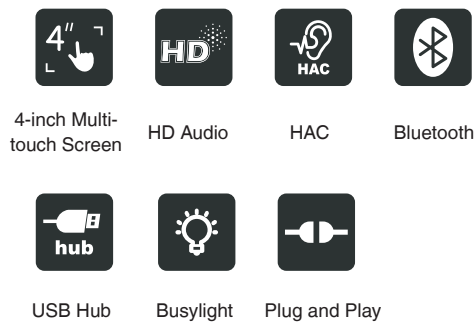 4"
HD
HAC
4-inch Multi-
touch Screen
HD Audio
HAC
Bluetooth
hub
USB Hub
Busylight
Plug and Play